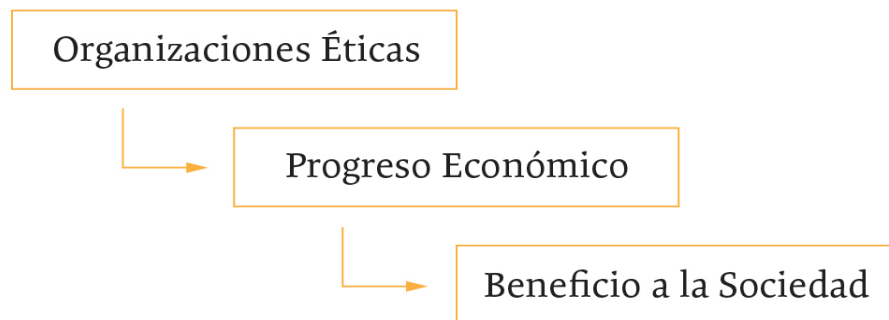 Organizaciones Éticas
Progreso Económico
Beneficio a la Sociedad